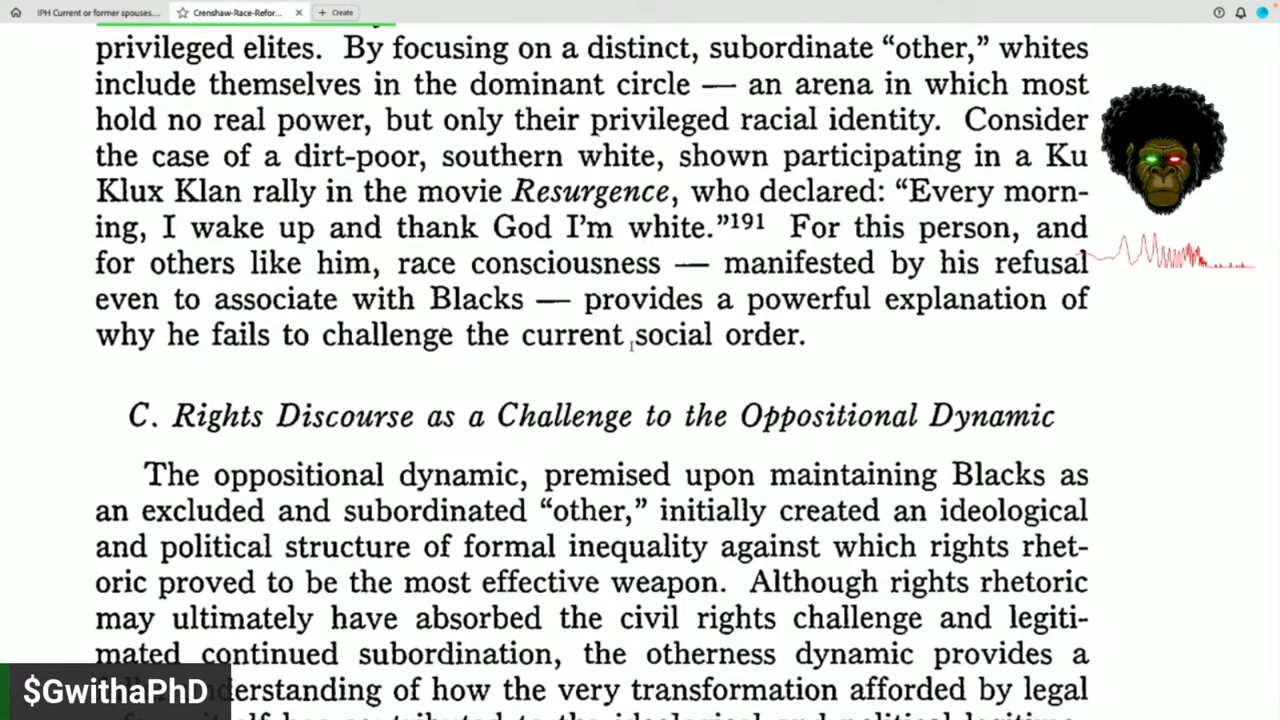 IPH Current or former spouses....
Crenshaw-Race-Refor...
Create
privileged elites. By focusing on a distinct, subordinate “other,” whites
include themselves in the dominant circle — an arena in which most
hold no real power, but only their privileged racial identity. Consider
the case of a dirt-poor, southern white, shown participating in a Ku
Klux Klan rally in the movie Resurgence, who declared: “Every morn-
ing, I wake up and thank God I’m white.”191 For this person, and
for others like him, race consciousness — manifested by his refusal
even to associate with Blacks — provides a powerful explanation of
why he fails to challenge the current social order.
C. Rights Discourse as a Challenge to the Oppositional Dynamic
The oppositional dynamic, premised upon maintaining Blacks as
an excluded and subordinated “other,” initially created an ideological
and political structure of formal inequality against which rights rhet-
oric proved to be the most effective weapon. Although rights rhetoric
may ultimately have absorbed the civil rights challenge and legiti-
mated continued subordination, the otherness dynamic provides a
understanding of how the very transformation afforded by legal
$GwithaPhD